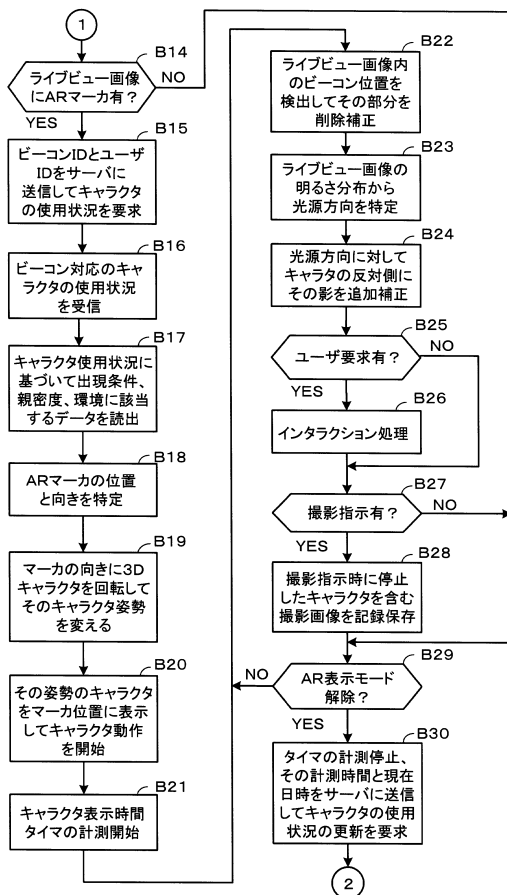 1
B14
ライブビュー画像
にARマーカ有？
NO
YES
B15
ビーコンIDとユーザ
IDをサーバに
送信してキャラクタ
の使用状況を要求
B16
ビーコン対応のキャ
ラクタの使用状況
を受信
B17
キャラクタ使用状況に
基づいて出現条件、
親密度、環境に該当
するデータを読出
B18
ARマーカの位置
と向きを特定
B19
マーカの向きに3D
キャラクタを回転して
そのキャラクタ姿勢
を変える
B20
その姿勢のキャラクタ
をマーカ位置に表示
してキャラクタ動作
を開始
B21
キャラクタ表示時間
タイマの計測開始
B22
ライブビュー画像内
のビーコン位置を
検出してその部分を
削除補正
B23
ライブビュー画像の
明るさ分布から
光源方向を特定
B24
光源方向に対して
キャラタの反対側に
その影を追加補正
B25
ユーザ要求有？
NO
YES
B26
インタラクション処理
B27
撮影指示有？
NO
YES
B28
撮影指示時に停止
したキャラクタを含む
撮影画像を記録保存
B29
NO
AR表示モード
解除？
YES
B30
タイマの計測停止、
その計測時間と現在
日時をサーバに送信
してキャラクタの使用
状況の更新を要求
2